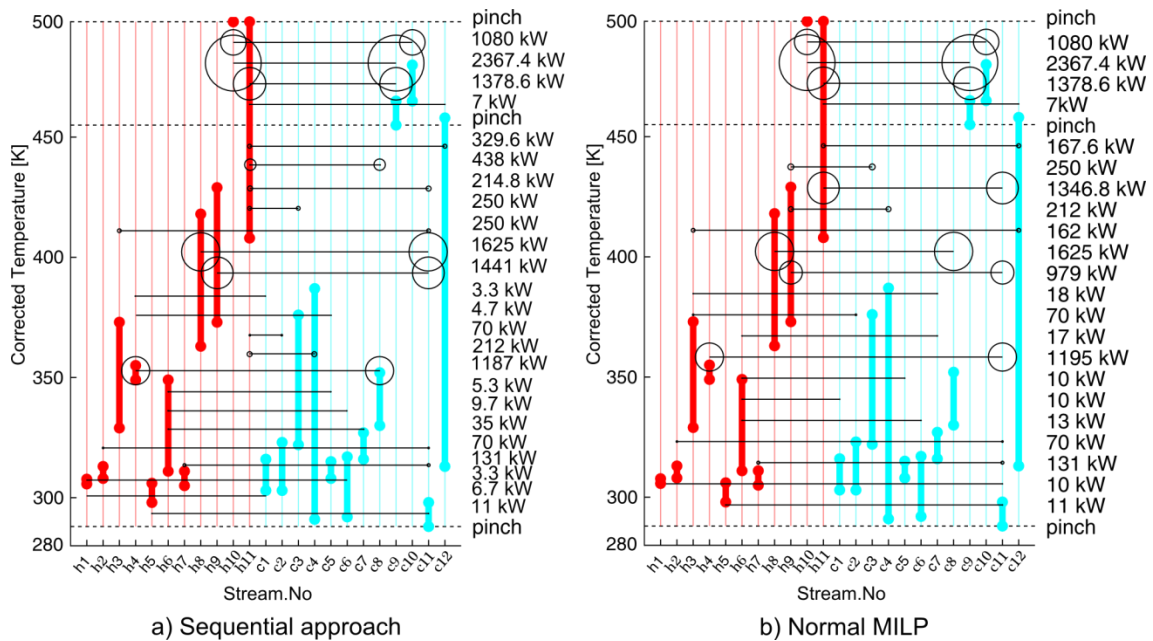 500
450
400
350
300
280
Corrected Temperature [K]
pinch
1080 kW
2367.4 kW
1378.6 kW
7 kW
pinch
329.6 kW
438 kW
214.8 kW
250 kW
250 kW
1625 kW
1441 kW
3.3 kW
4.7 kW
70 kW
212 kW
1187 kW
5.3 kW
9.7 kW
35 kW
70 kW
131 kW
3.3 kW
6.7 kW
11 kW
pinch
h1 h2 h3 h4 h5 h6 h7 h8 h9 h10 h11 c1 c2 c3 c4 c5 c6 c7 c8 c9 c10 c11 c12
Stream.No
a) Sequential approach
500
450
400
350
300
280
Corrected Temperature [K]
pinch
1080 kW
2367.4 kW
1378.6 kW
7kW
pinch
167.6 kW
250 kW
1346.8 kW
212 kW
162 kW
1625 kW
979 kW
18 kW
70 kW
17 kW
1195 kW
10 kW
10 kW
13 kW
70 kW
131 kW
10 kW
11 kW
pinch
h1 h2 h3 h4 h5 h6 h7 h8 h9 h10 h11 c1 c2 c3 c4 c5 c6 c7 c8 c9 c10 c11 c12
Stream.No
b) Normal MILP